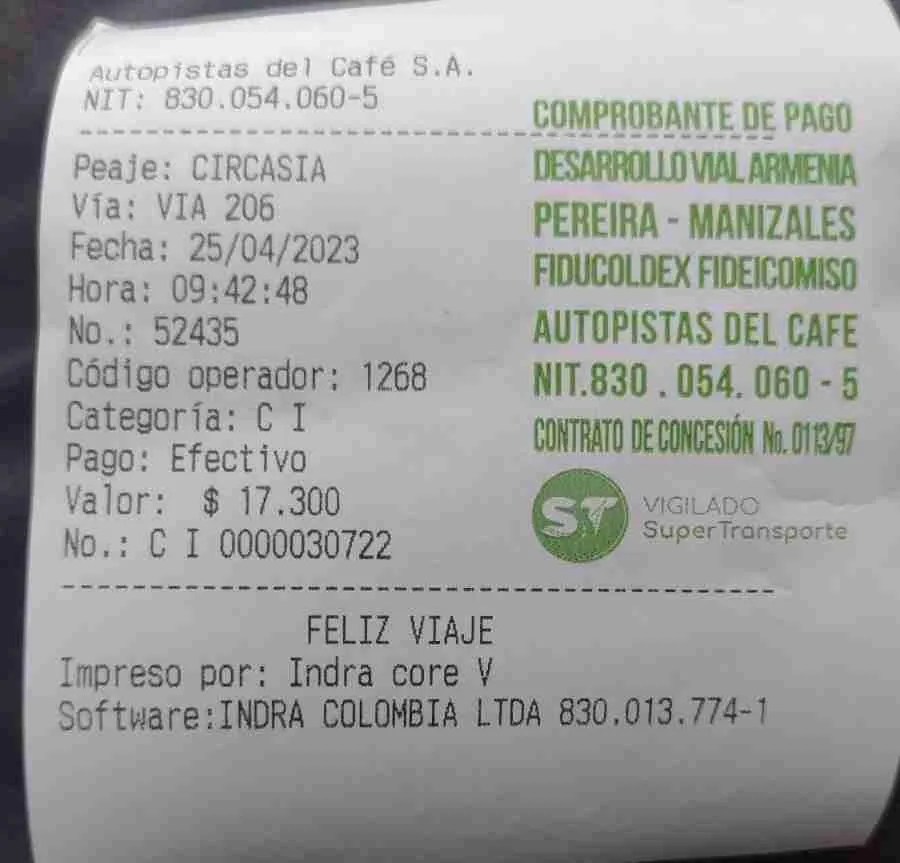 Autopistas del Café S.A.
NIT: 830.054.060-5
Peaje: CIRCASIA
Vía: VIA 206
Fecha: 25/04/2023
Hora: 09:42:48
No.: 52435
Código operador: 1268
Categoría: C I
Pago: Efectivo
Valor: $ 17.300
No.: C I 0000030722
COMPROBANTE DE PAGO
DESARROLLO VIAL ARMENIA
PEREIRA - MANIZALES
FIDUCOLDEX FIDEICOMISO
AUTOPISTAS DEL CAFE
NIT.830 . 054. 060 - 5
CONTRATO DE CONCESIÓN No. 0113/97
ST
VIGILADO
SuperTransporte
FELIZ VIAJE
Impreso por: Indra core V
Software:INDRA COLOMBIA LTDA 830.013.774-1